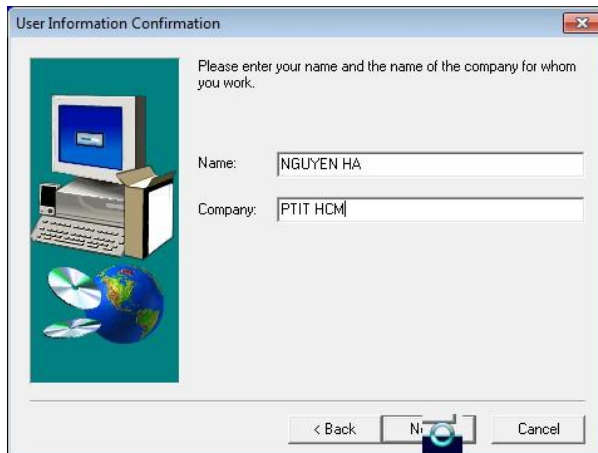 User Information Confirmation
Please enter your name and the name of the company for whom
you work.
Name:
NGUYEN HA
Company:
PTIT HCM
< Back
Cancel